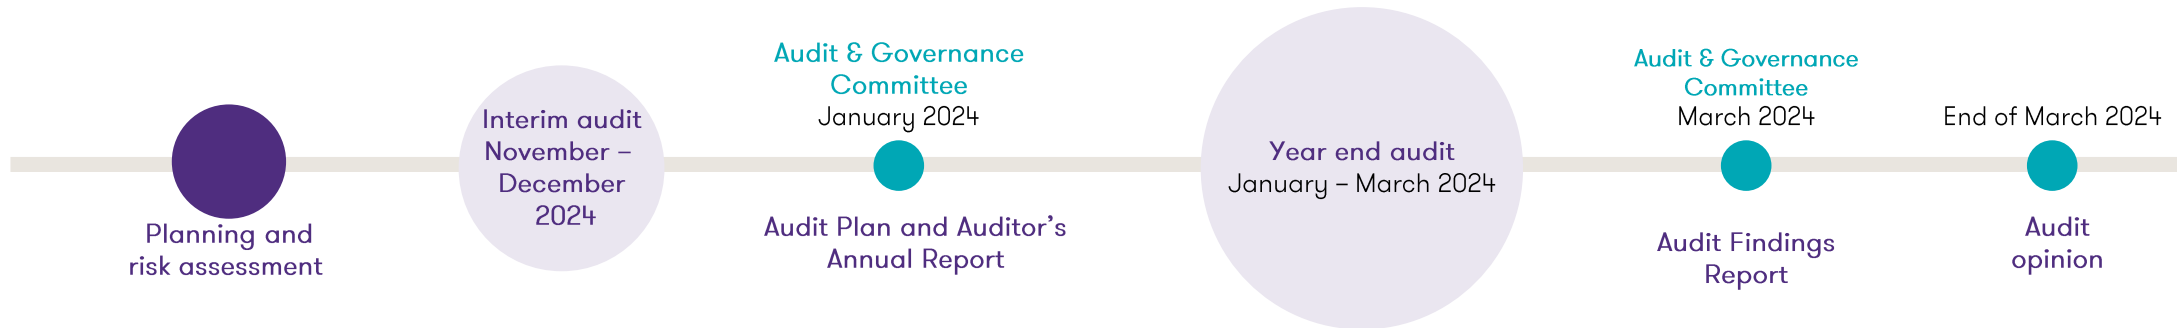 Planning and
risk assessment
Interim audit
November –
December
2024
Audit & Governance
Committee
January 2024
Audit Plan and Auditor’s
Annual Report
Year end audit
January – March 2024
Audit & Governance
Committee
March 2024
Audit Findings
Report
End of March 2024
Audit
opinion